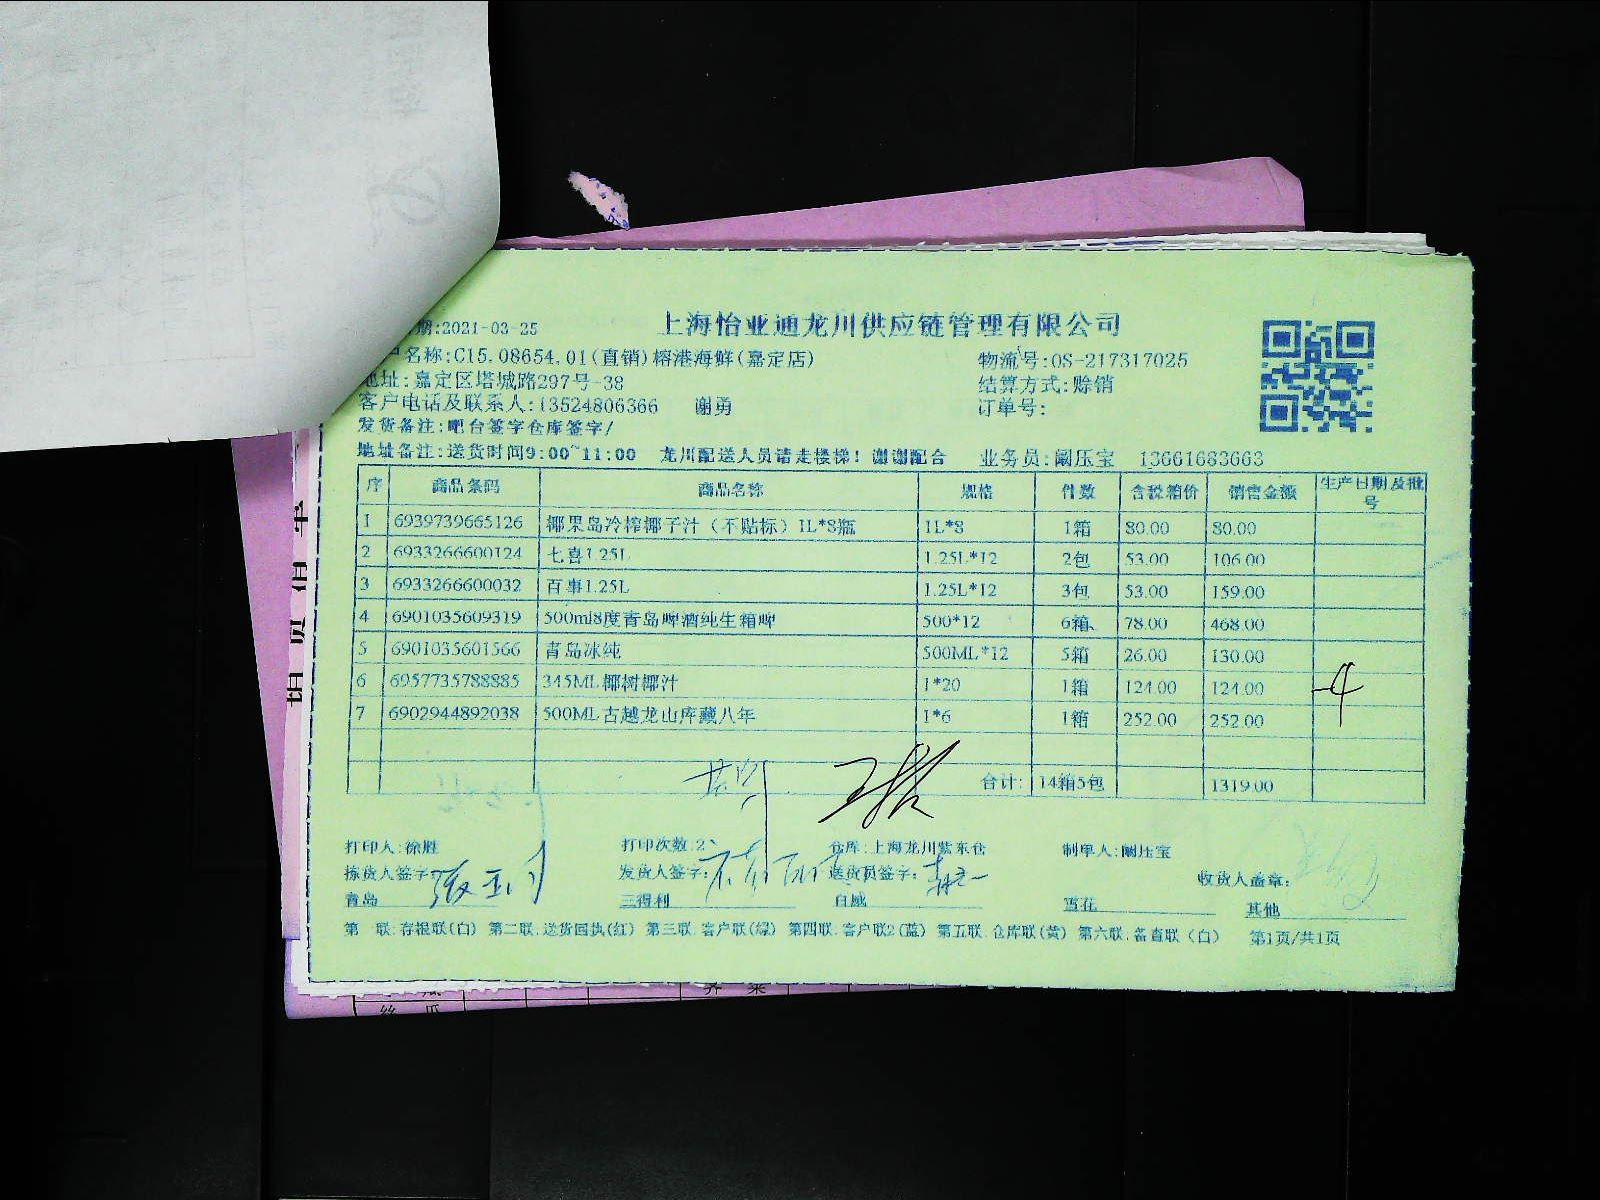 期:2021-03-25 上海怡亚通龙川供应链管理有限公司
户名称:C15.08654.01(直销)榕港海鲜(嘉定店) 物流号:OS-217317025
地址:嘉定区塔城路297号-38 结算方式:赊销
客户电话及联系人:13524806366 谢勇 订单号:
发货备注:吧台签字仓库签字/
地址备注:送货时间9:00~11:00 龙川配送人员请走楼梯!谢谢配合 业务员:阚压宝 13661683663
序 商品条码 商品名称 规格 件数 含税箱价 销售金额 生产日期及批号
1 6939739665126 椰果岛冷榨椰子汁(不贴标)1L*8瓶 1L*8 1箱 80.00 80.00
2 6933266600124 七喜1.25L 1.25L*12 2包 53.00 106.00
3 6933266600032 百事1.25L 1.25L*12 3包 53.00 159.00
4 6901035609319 500ml8度青岛啤酒纯生箱啤 500*12 6箱 78.00 468.00
5 6901035601566 青岛冰纯 500ML*12 5箱 26.00 130.00
6 6957735788885 345ML椰树椰汁 1*20 1箱 124.00 124.00
7 6902944892038 500ML古越龙山库藏八年 1*6 1箱 252.00 252.00
合计: 14箱5包 1319.00
打印人:徐胜 打印次数:2 仓库:上海龙川紫东仓 制单人:阚压宝
拣货人签字: 发货人签字: 送货员签字: 收货人盖章:
青岛 三得利 百威 雪花 其他
第 联:存根联(白) 第二联.送货回执(红) 第三联.客户联(绿) 第四联.客户联2(蓝) 第五联.仓库联(黄) 第六联.备查联(白) 第1页/共1页